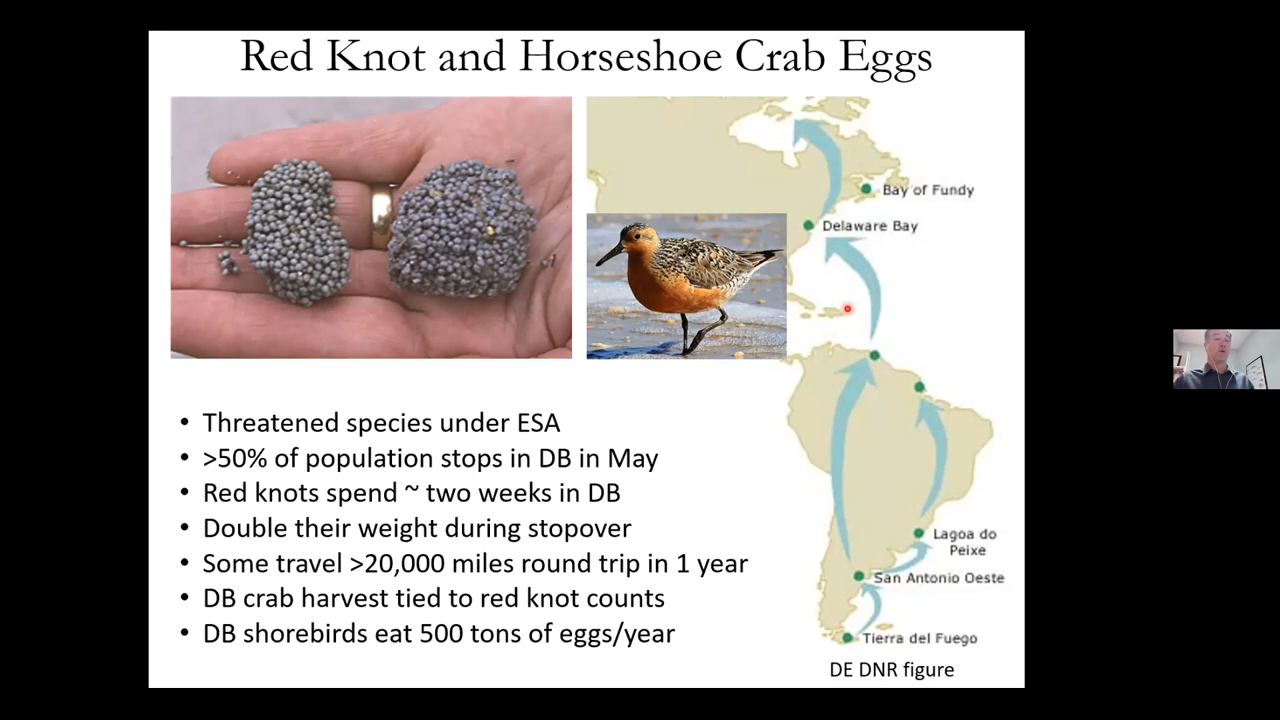 Red Knot and Horseshoe Crab Eggs
Bay of Fundy
Delaware Bay
• Threatened species under ESA
• >50% of population stops in DB in May
• Red knots spend ~ two weeks in DB
• Double their weight during stopover
• Some travel >20,000 miles round trip in 1 year
• DB crab harvest tied to red knot counts
• DB shorebirds eat 500 tons of eggs/year
Lagoa do
Peixe
San Antonio Oeste
Tierra del Fuego
DE DNR figure